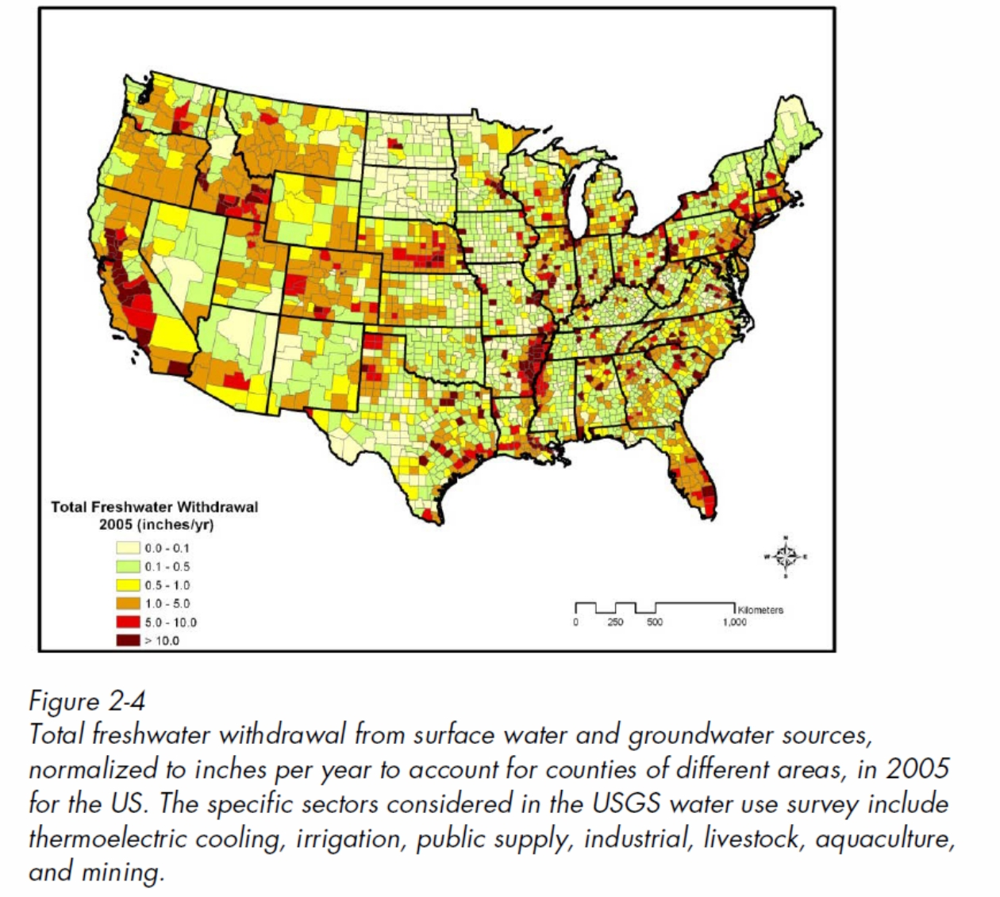 Total Freshwater Withdrawal
2005 (inches/yr)
0.0 - 0.1
0.1 - 0.5
0.5 - 1.0
1.0 - 5.0
5.0 - 10.0
> 10.0
N
W E
S
Kilometers
0 250 500 1,000
Figure 2-4
Total freshwater withdrawal from surface water and groundwater sources,
normalized to inches per year to account for counties of different areas, in 2005
for the US. The specific sectors considered in the USGS water use survey include
thermoelectric cooling, irrigation, public supply, industrial, livestock, aquaculture,
and mining.